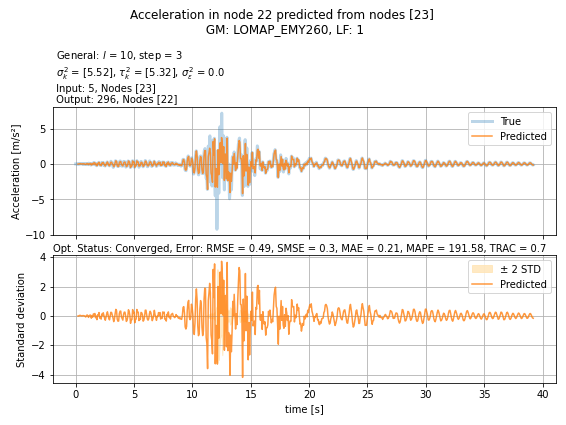 Acceleration in node 22 predicted from nodes [23]
GM: LOMAP_EMY260, LF: 1
General: l = 10, step = 3
σ²ₖ = [5.52], τ²ₖ = [5.32], σ²ε = 0.0
Input: 5, Nodes [23]
Output: 296, Nodes [22]
Acceleration [m/s²]
5
0
−5
−10
True
Predicted
Opt. Status: Converged, Error: RMSE = 0.49, SMSE = 0.3, MAE = 0.21, MAPE = 191.58, TRAC = 0.7
Standard deviation
4
2
0
−2
−4
± 2 STD
Predicted
0 5 10 15 20 25 30 35 40
time [s]